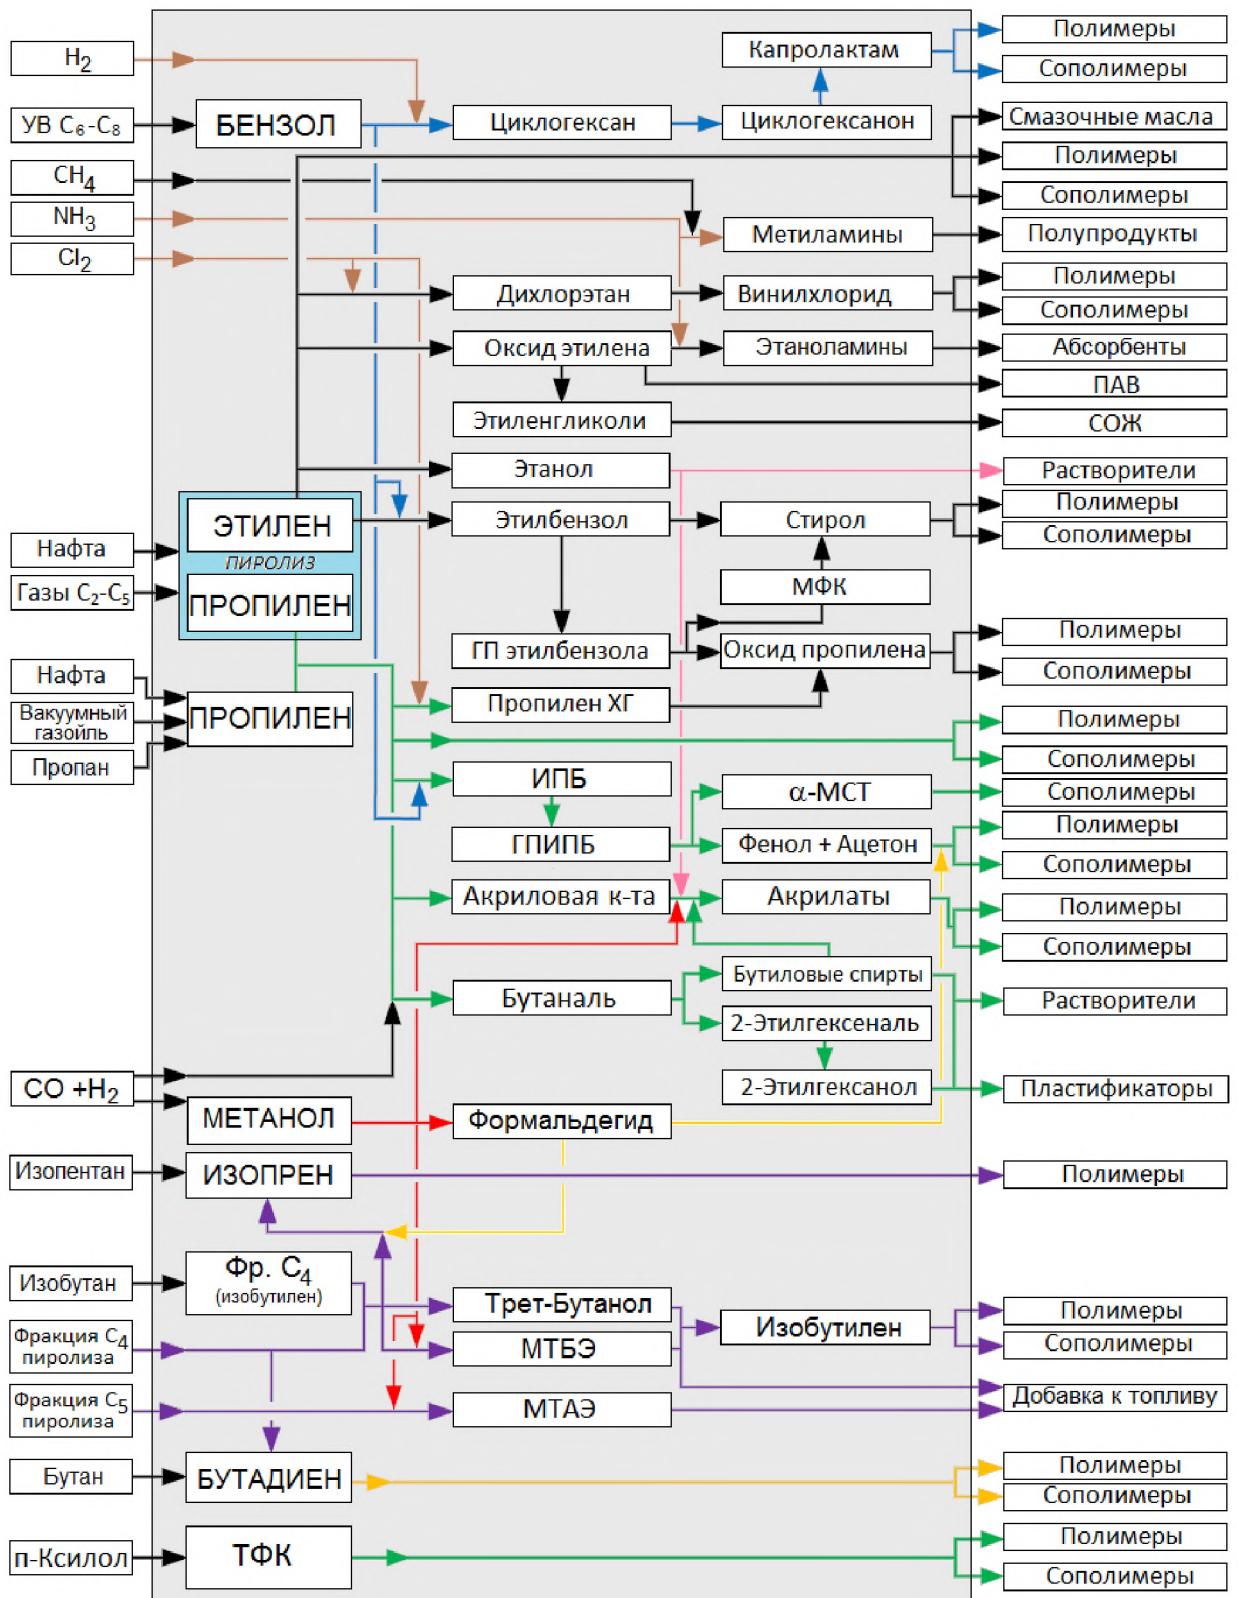 H2
УВ C6-C8
CH4
NH3
Cl2
Нафта
Газы C2-C5
Нафта
Вакуумный
газойль
Пропан
CO +H2
Изопентан
Изобутан
Фракция C4
пиролиза
Фракция C5
пиролиза
Бутан
п-Ксилол
БЕНЗОЛ
ЭТИЛЕН
ПИРОЛИЗ
ПРОПИЛЕН
ПРОПИЛЕН
МЕТАНОЛ
ИЗОПРЕН
Фр. C4
(изобутилен)
БУТАДИЕН
ТФК
Циклогексан
Дихлорэтан
Оксид этилена
Этиленгликоли
Этанол
Этилбензол
ГП этилбензола
Пропилен ХГ
ИПБ
ГПИПБ
Акриловая к-та
Бутаналь
Формальдегид
Трет-Бутанол
МТБЭ
МТАЭ
Капролактам
Циклогексанон
Метиламины
Винилхлорид
Этаноламины
Стирол
МФК
Оксид пропилена
α-МСТ
Фенол + Ацетон
Акрилаты
Бутиловые спирты
2-Этилгексеналь
2-Этилгексанол
Изобутилен
Полимеры
Сополимеры
Смазочные масла
Полимеры
Сополимеры
Полупродукты
Полимеры
Сополимеры
Абсорбенты
ПАВ
СОЖ
Растворители
Полимеры
Сополимеры
Полимеры
Сополимеры
Полимеры
Сополимеры
Сополимеры
Полимеры
Сополимеры
Полимеры
Сополимеры
Растворители
Пластификаторы
Полимеры
Полимеры
Сополимеры
Добавка к топливу
Полимеры
Сополимеры
Полимеры
Сополимеры